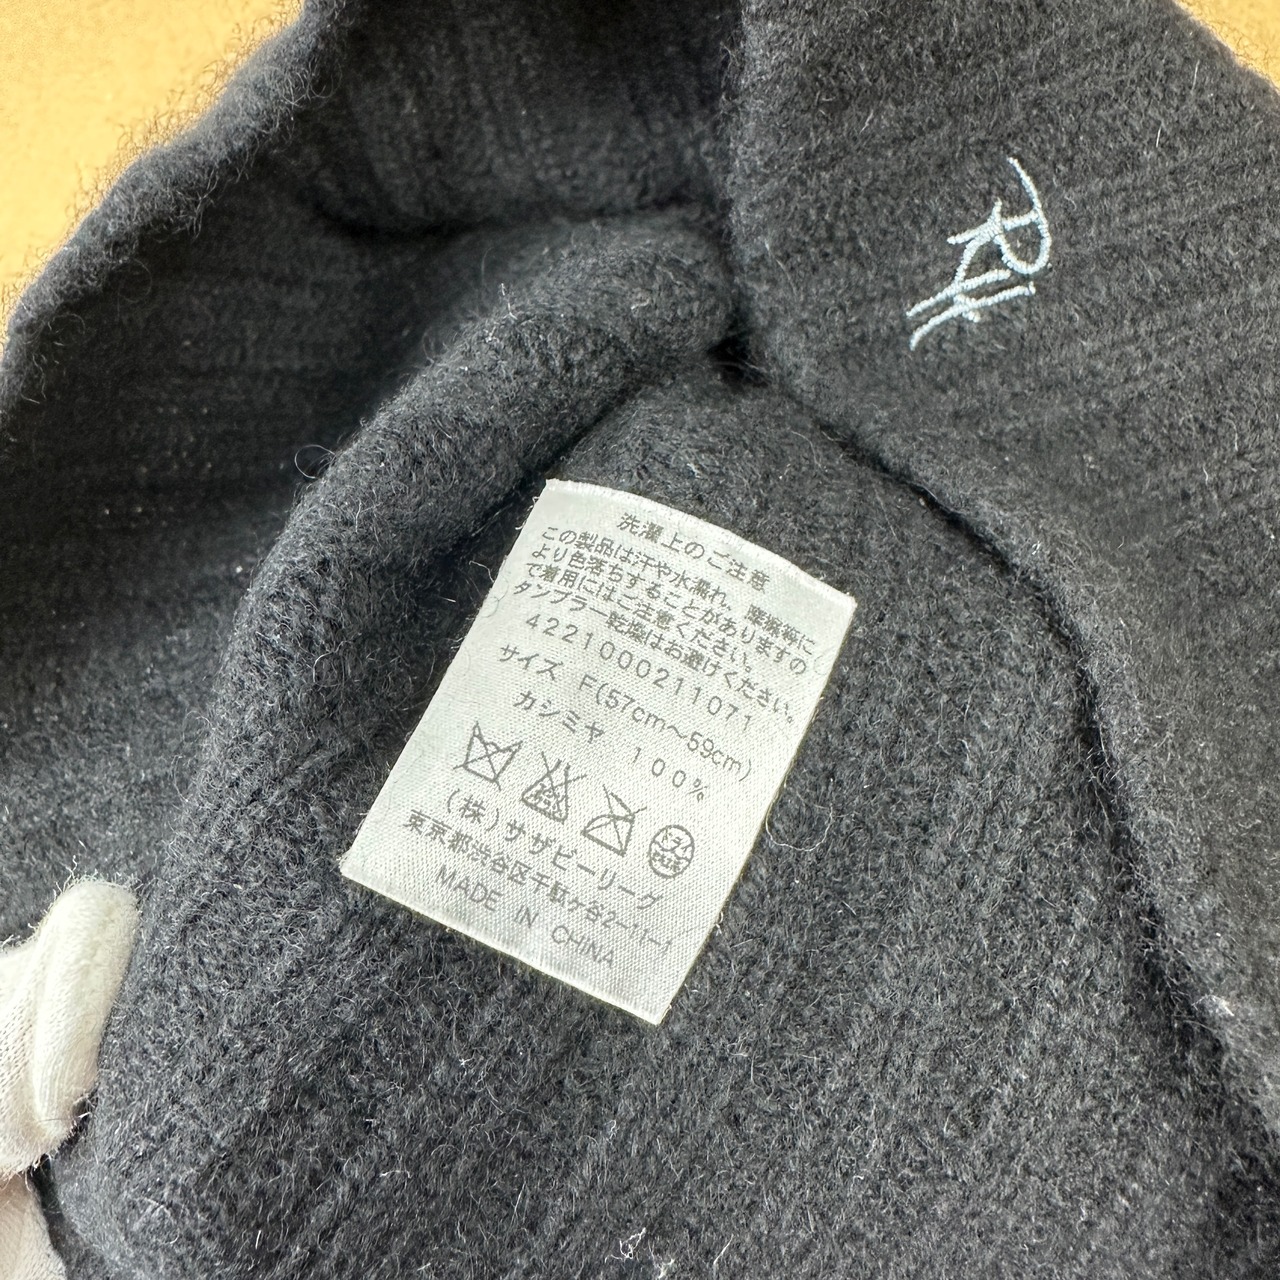 RH
洗濯上のご注意
この製品は汗や水濡れ、摩擦等に
より色落ちすることがありますの
で着用にはご注意ください。
タンブラー乾燥はお避けください。
4221000211071
サイズ F(57cm～59cm)
カシミヤ 100%
(株)サザビーリーグ
東京都渋谷区千駄ヶ谷2-11-1
MADE IN CHINA